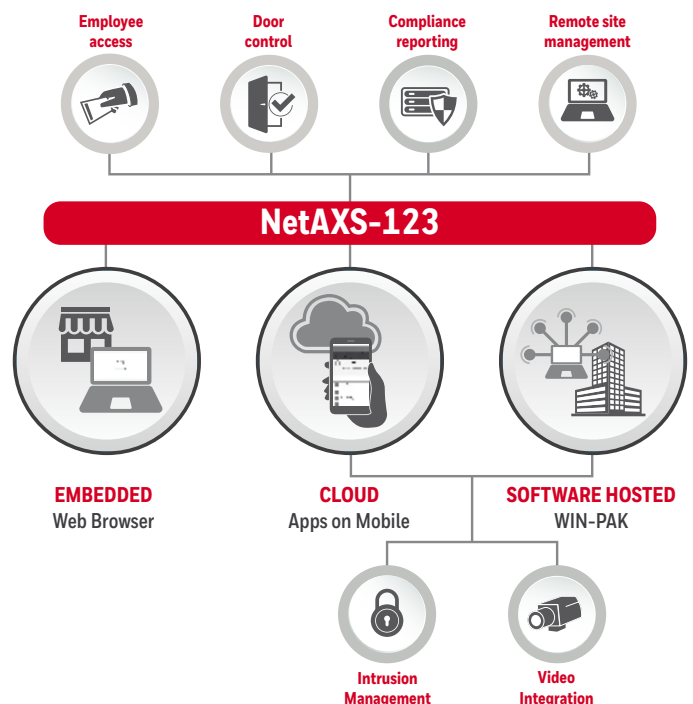 Employee
access
Door
control
Compliance
reporting
Remote site
management
NetAXS-123
EMBEDDED
Web Browser
CLOUD
Apps on Mobile
SOFTWARE HOSTED
WIN-PAK
Intrusion
Management
Video
Integration